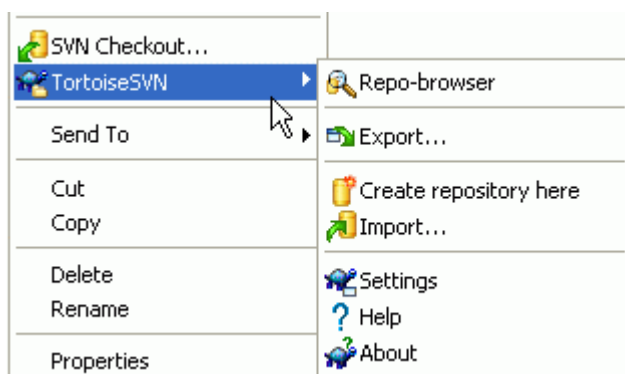 SVN Checkout...
TortoiseSVN
Send To
Cut
Copy
Delete
Rename
Properties
Repo-browser
Export...
Create repository here
Import...
Settings
Help
About